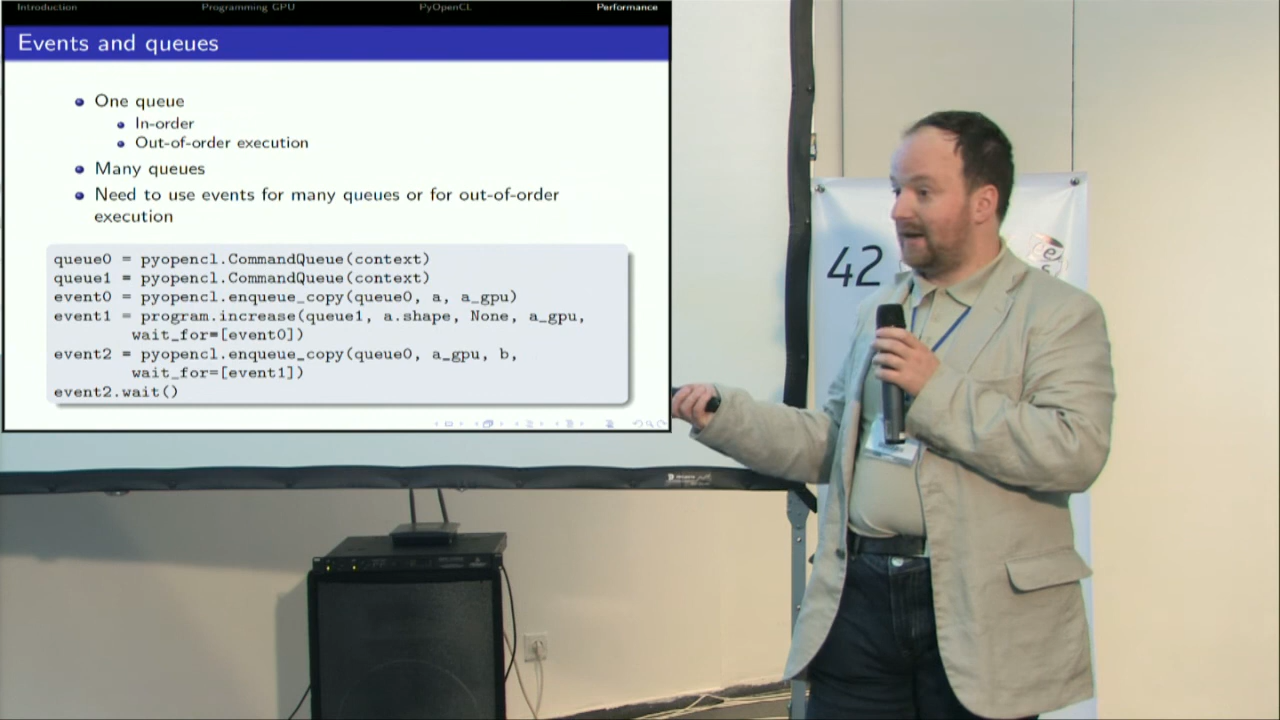 Introduction Programming GPU PyOpenCL Performance
Events and queues
One queue
In-order
Out-of-order execution
Many queues
Need to use events for many queues or for out-of-order
execution
queue0 = pyopencl.CommandQueue(context)
queue1 = pyopencl.CommandQueue(context)
event0 = pyopencl.enqueue_copy(queue0, a, a_gpu)
event1 = program.increase(queue1, a.shape, None, a_gpu,
wait_for=[event0])
event2 = pyopencl.enqueue_copy(queue0, a_gpu, b,
wait_for=[event1])
event2.wait()
42